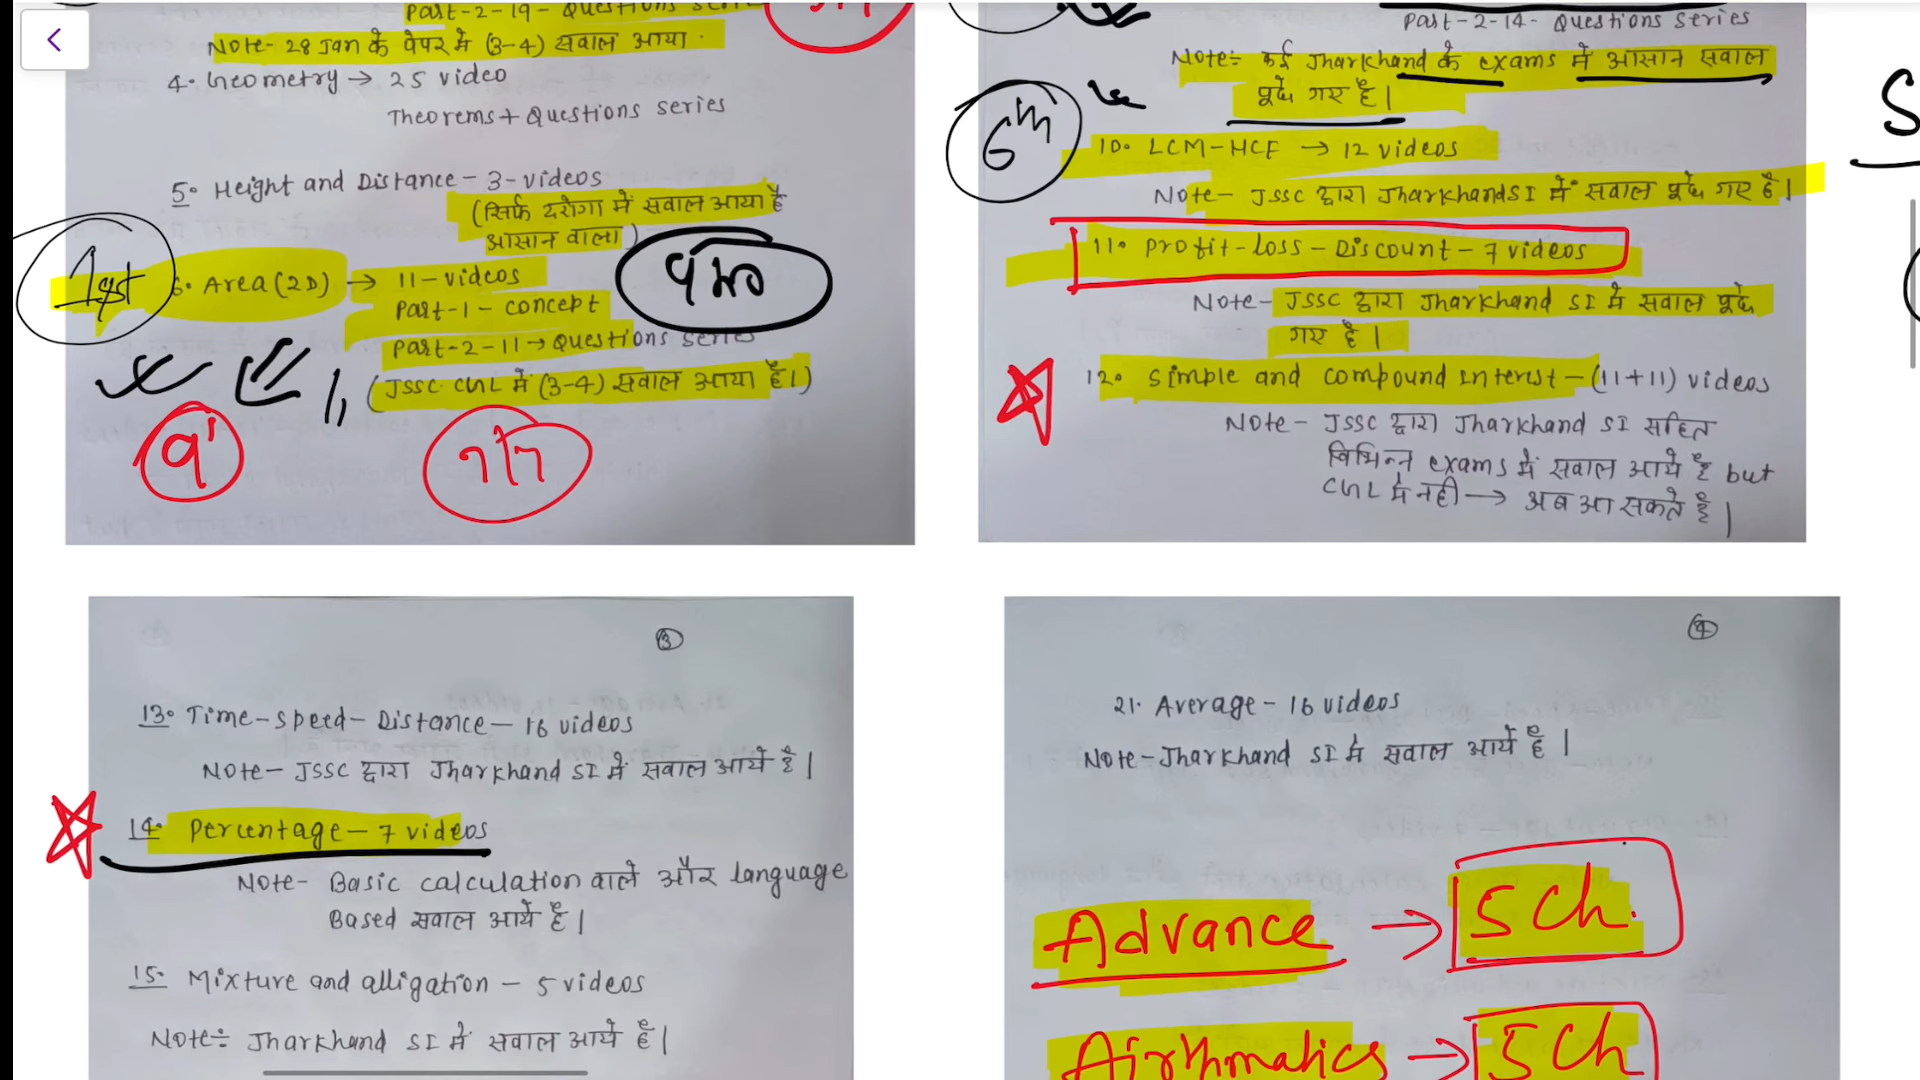 Part-2-19- Questions
Note- 28 Jan के पेपर में (3-4) सवाल आया
4. Geometry → 25 video
Theorems + Questions series
5. Height and Distance - 3-videos
(सिर्फ दरोगा में सवाल आया है
आसान वाला)
1st
6. Area (2D) → 11-videos
Part-1- concept
Part-2-11→Questions series
(JSSC CGL में (3-4) सवाल आया है।)
Part-2-14- Questions series
Note:- कई Jharkhand के exams में आसान सवाल
पूछे गए है।
6th
10. LCM-HCF → 12 videos
Note- JSSC द्वारा Jharkhand SI में सवाल पूछे गए है।
11. Profit-Loss-Discount-7 videos
Note- JSSC द्वारा Jharkhand SI में सवाल पूछे
गए है।
12. Simple and Compound Interest-(11+11) videos
Note- JSSC द्वारा Jharkhand SI सहित
विभिन्न exams में सवाल आये है but
CGL में नही → अब आ सकते है।
3
13. Time-Speed-Distance-16 videos
Note- JSSC द्वारा Jharkhand SI में सवाल आये है।
14. Percentage-7 videos
Note- Basic calculation वाले और language
Based सवाल आये है।
15. Mixture and alligation - 5 videos
Note:- Jharkhand SI में सवाल आये है।
4
21. Average-16 videos
Note-Jharkhand SI में सवाल आये है।
Advance → 5 Ch.
Airthmatics → 5 Ch